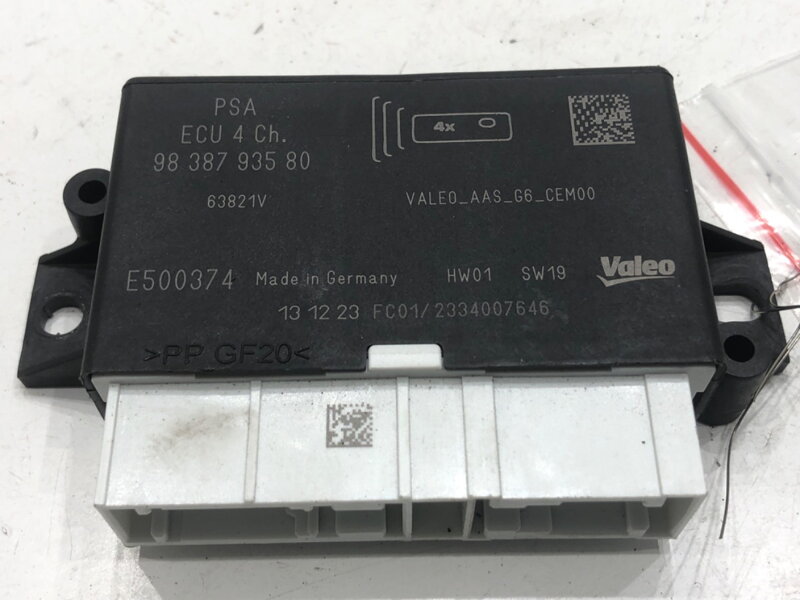 PSA
ECU 4 Ch.
98 387 935 80
4x
63821V
VALEO_AAS_G6_CEM00
E500374 Made in Germany HW01 SW19 Valeo
13 12 23 FC01/2334007646
>PP GF20<